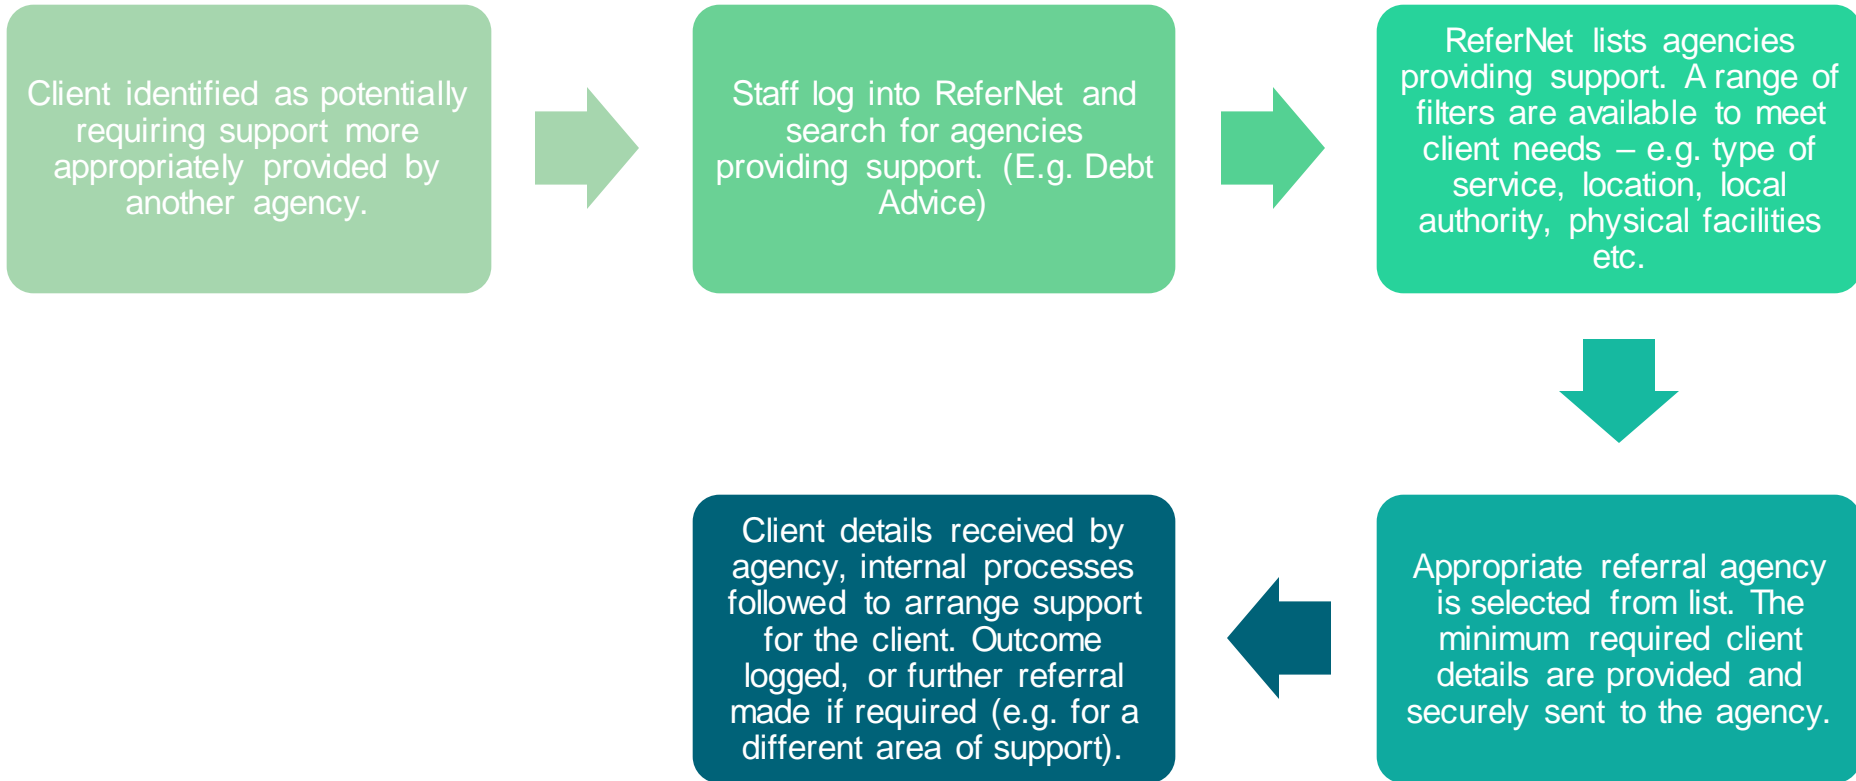 Client identified as potentially
requiring support more
appropriately provided by
another agency.
Staff log into ReferNet and
search for agencies
providing support. (E.g. Debt
Advice)
ReferNet lists agencies
providing support. A range of
filters are available to meet
client needs – e.g. type of
service, location, local
authority, physical facilities
etc.
Appropriate referral agency
is selected from list. The
minimum required client
details are provided and
securely sent to the agency.
Client details received by
agency, internal processes
followed to arrange support
for the client. Outcome
logged, or further referral
made if required (e.g. for a
different area of support).